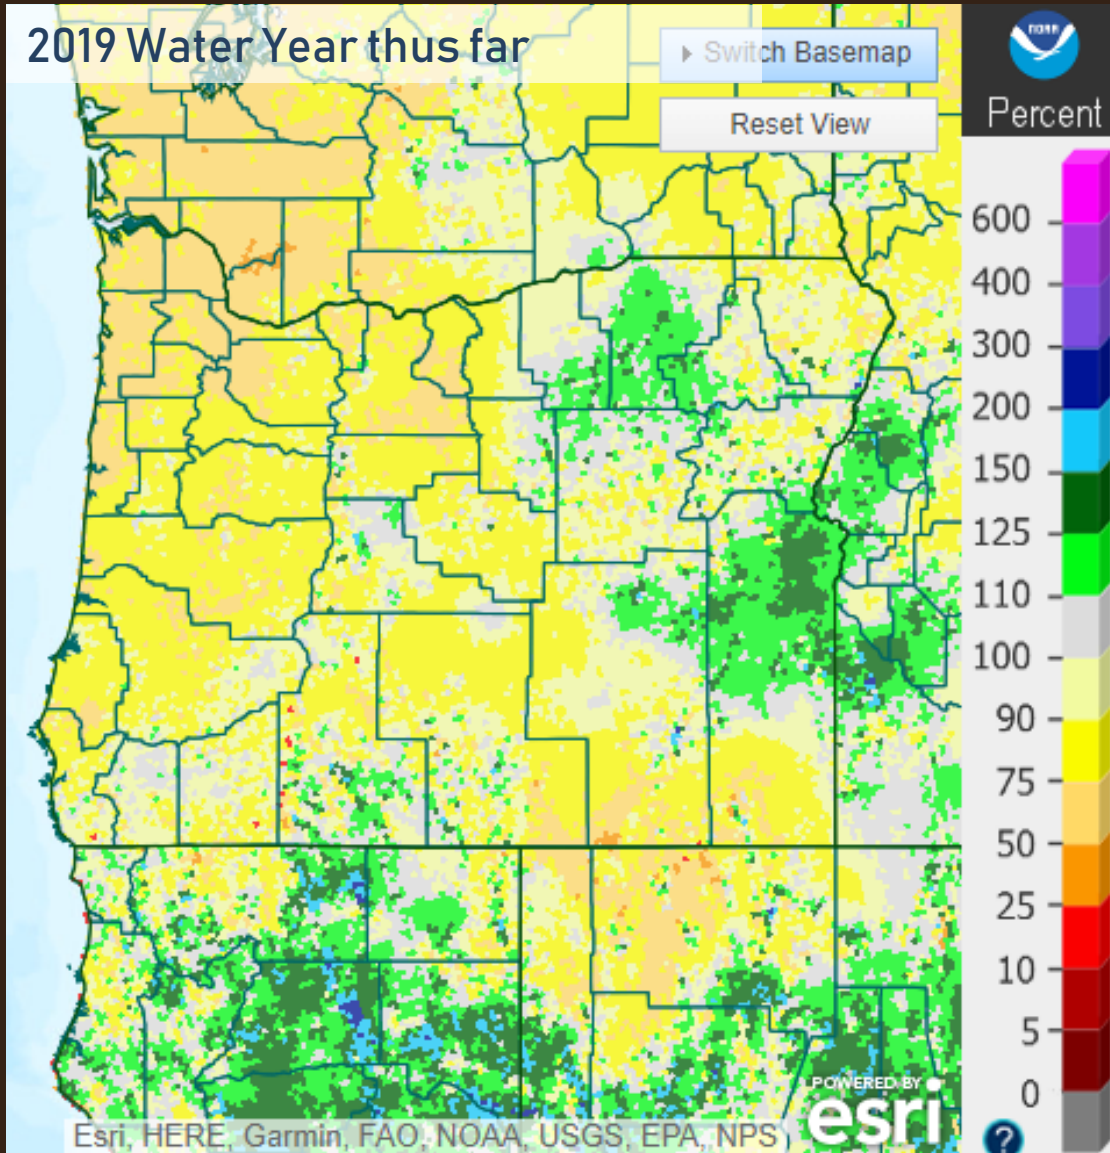 2019 Water Year thus far
Switch Basemap
Reset View
NOAA
Percent
600
400
300
200
150
125
110
100
90
75
50
25
10
5
0
POWERED BY
esri
Esri, HERE, Garmin, FAO, NOAA, USGS, EPA, NPS
?